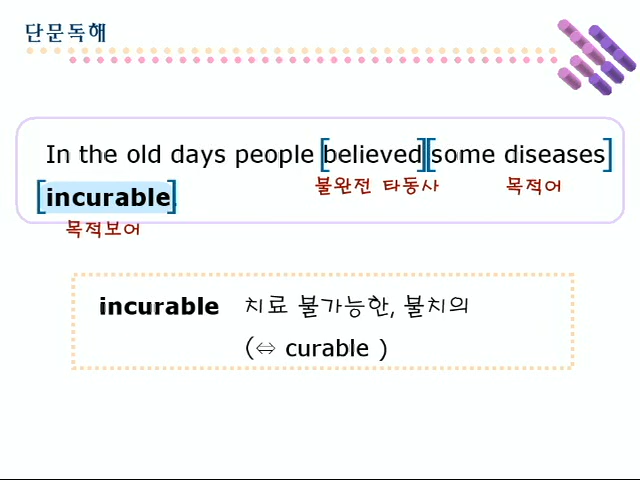 단문독해
In the old days people [believed][some diseases]
불완전 타동사 목적어
[incurable].
목적보어
incurable 치료 불가능한, 불치의
(⇔ curable )